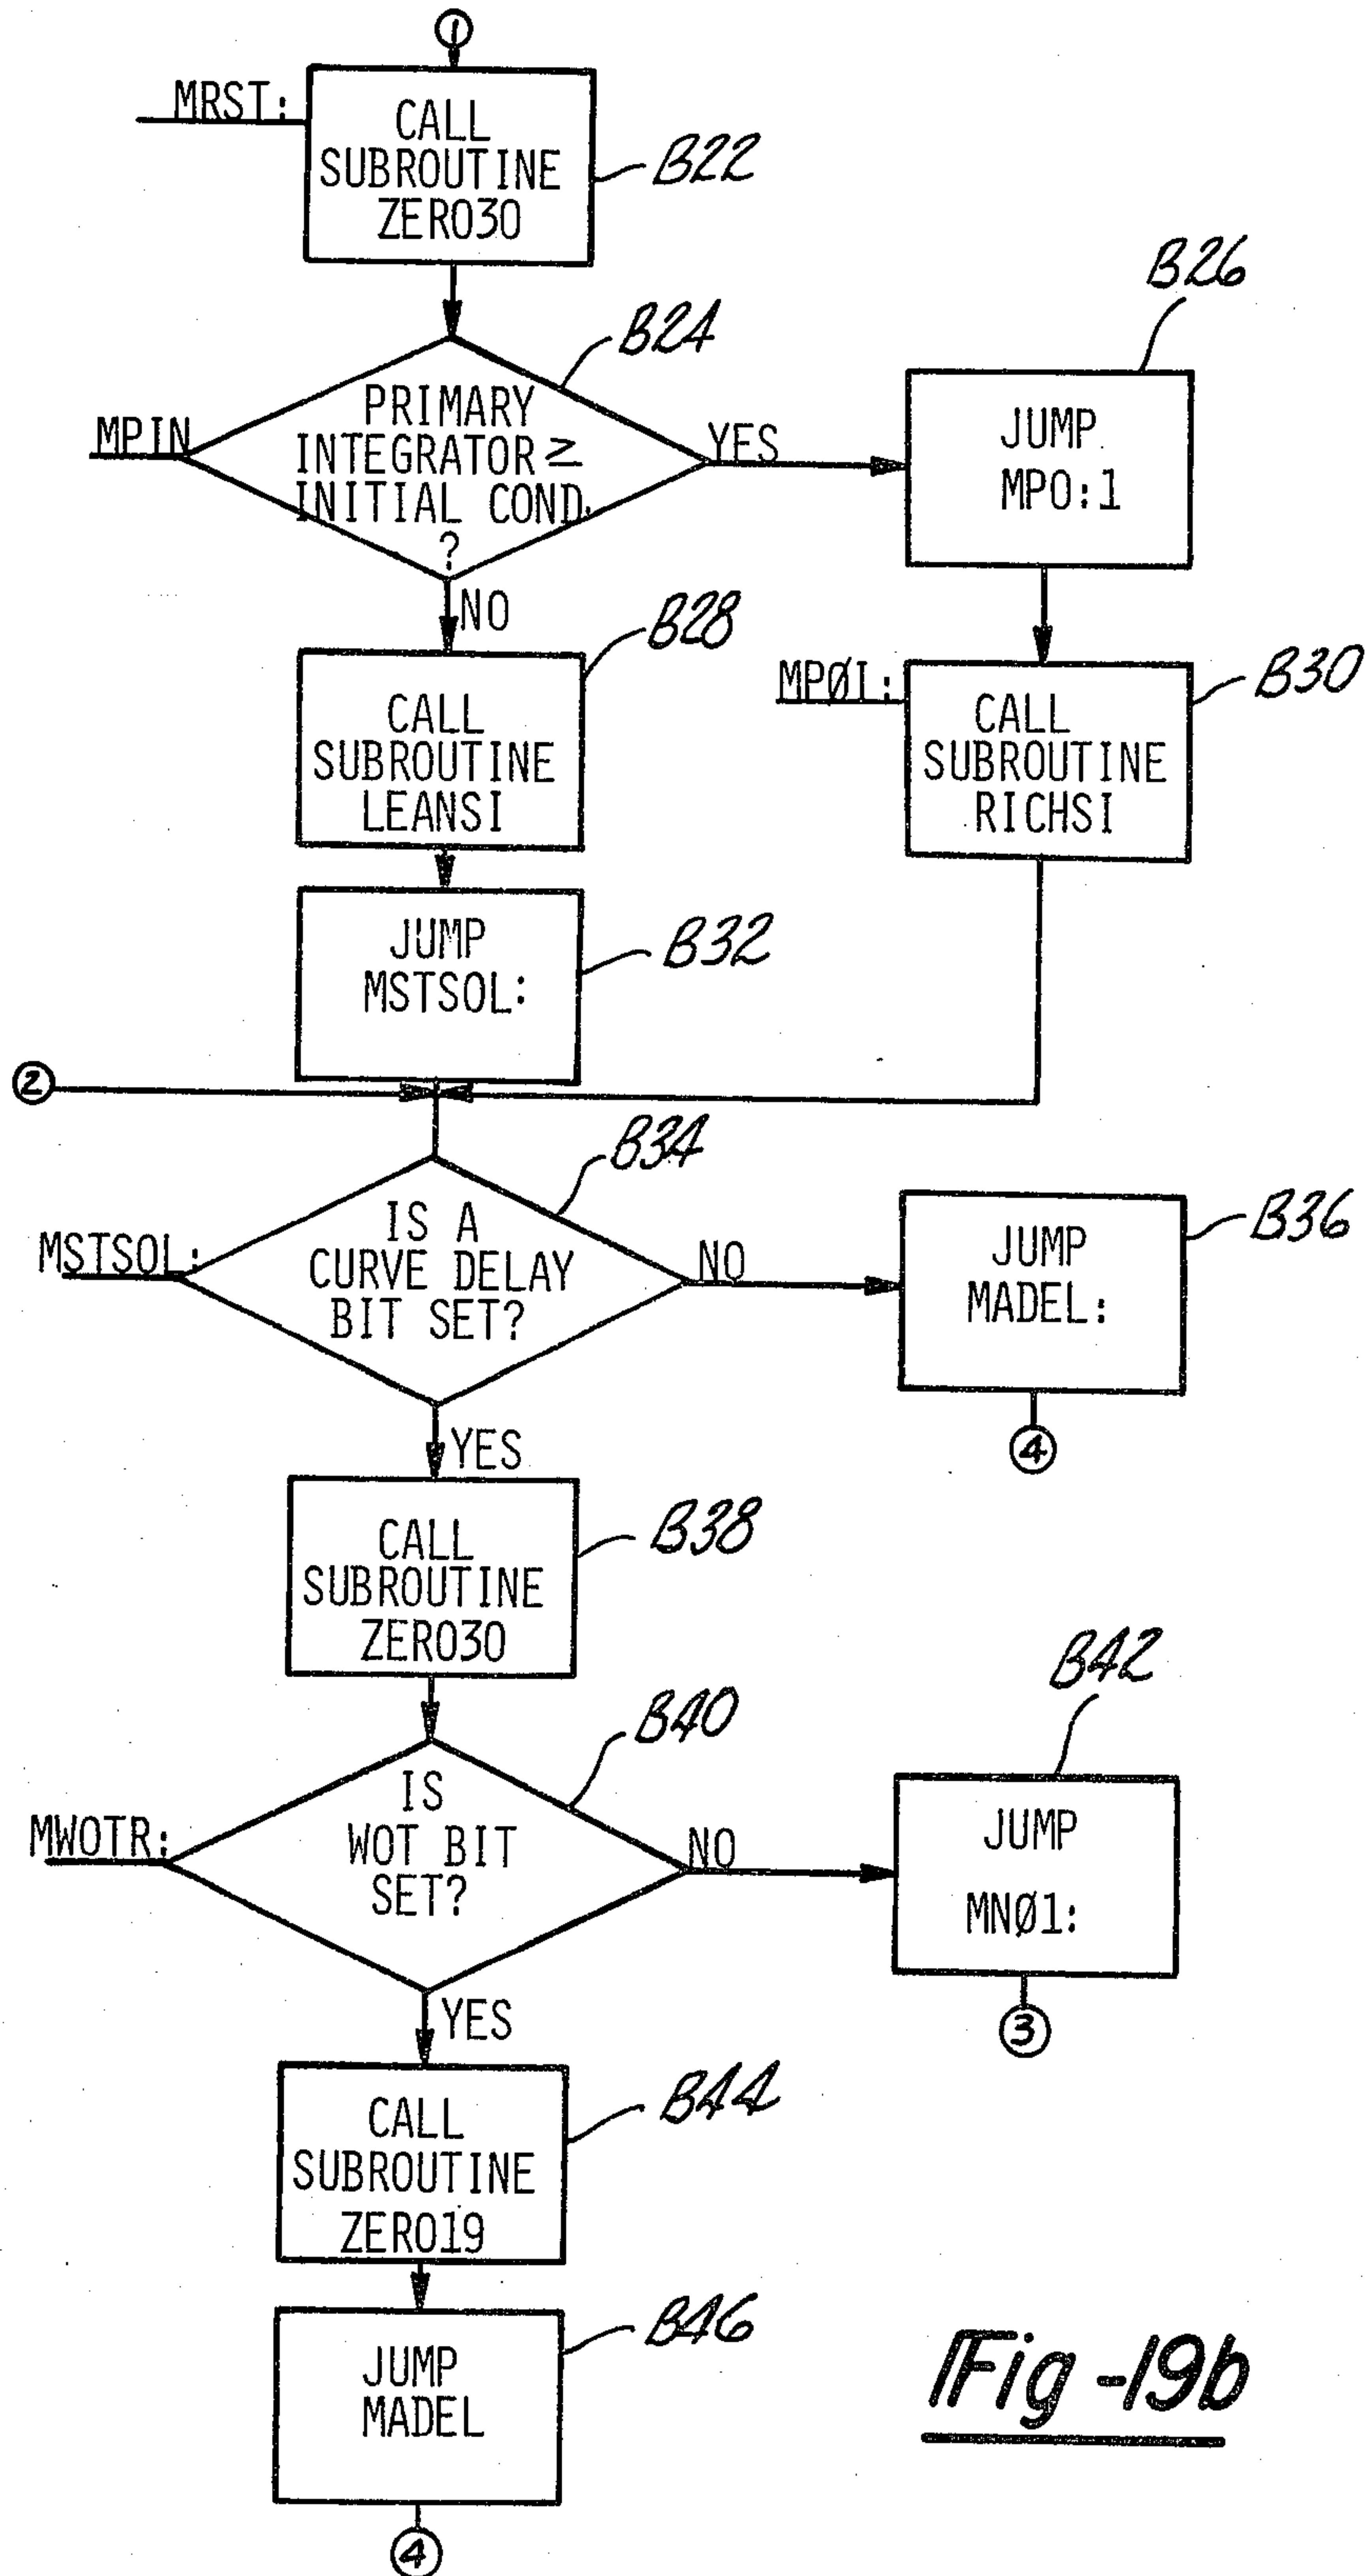 1
MRST:
CALL
SUBROUTINE
ZERO30
B22
B24
B26
MPIN
PRIMARY
INTEGRATOR ≥
INITIAL COND.
?
YES
JUMP
MPO:1
NO
B28
CALL
SUBROUTINE
LEANSI
MPØI:
CALL
SUBROUTINE
RICHSI
B30
JUMP
MSTSOL:
B32
2
B34
MSTSOL:
IS A
CURVE DELAY
BIT SET?
NO
JUMP
MADEL:
B36
4
YES
CALL
SUBROUTINE
ZERO30
B38
B40
B42
MWOTR:
IS
WOT BIT
SET?
NO
JUMP
MNØ1:
3
YES
CALL
SUBROUTINE
ZERO19
B44
JUMP
MADEL
B46
4
Fig-19b